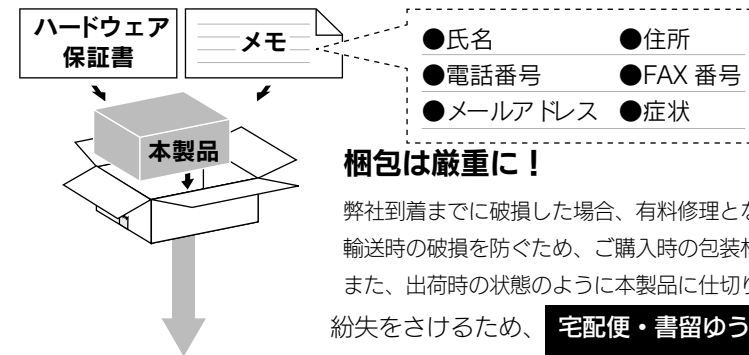 ハードウェア
保証書
メモ
●氏名 ●住所
●電話番号 ●FAX 番号
●メールアドレス ●症状
本製品
梱包は厳重に！
弊社到着までに破損した場合、有料修理とな
輸送時の破損を防ぐため、ご購入時の包装
また、出荷時の状態のように本製品に仕切り
紛失をさけるため、 宅配便・書留ゆう